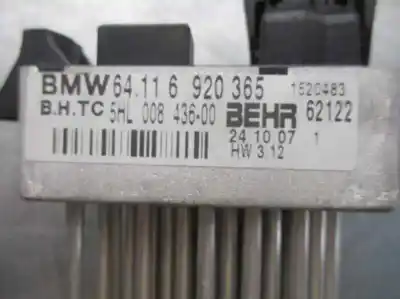 BMW 64.11 6 920 365 1520483
B.H.TC 5HL 008 436-00 BEHR 62122
24 10 07 1
HW 3.12